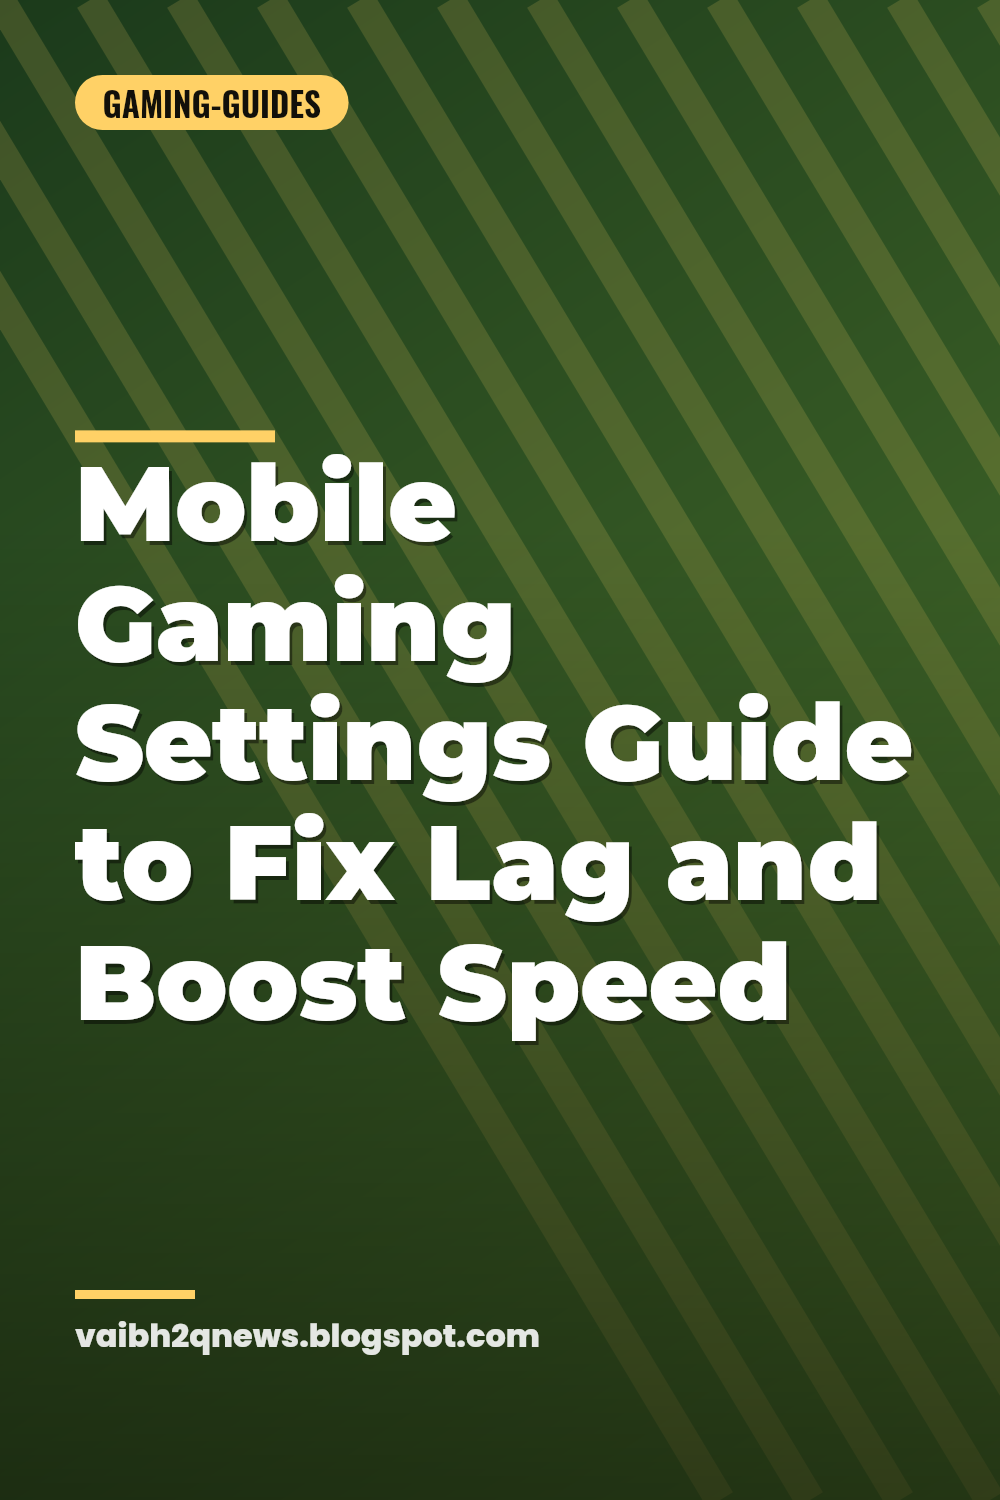 GAMING-GUIDES
Mobile
Gaming
Settings Guide
to Fix Lag and
Boost Speed
vaibh2qnews.blogspot.com